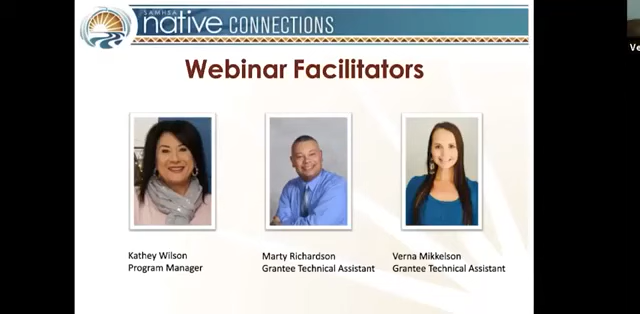 SAMHSA
native CONNECTIONS
Webinar Facilitators
Kathey Wilson
Program Manager
Marty Richardson
Grantee Technical Assistant
Verna Mikkelson
Grantee Technical Assistant
Ve